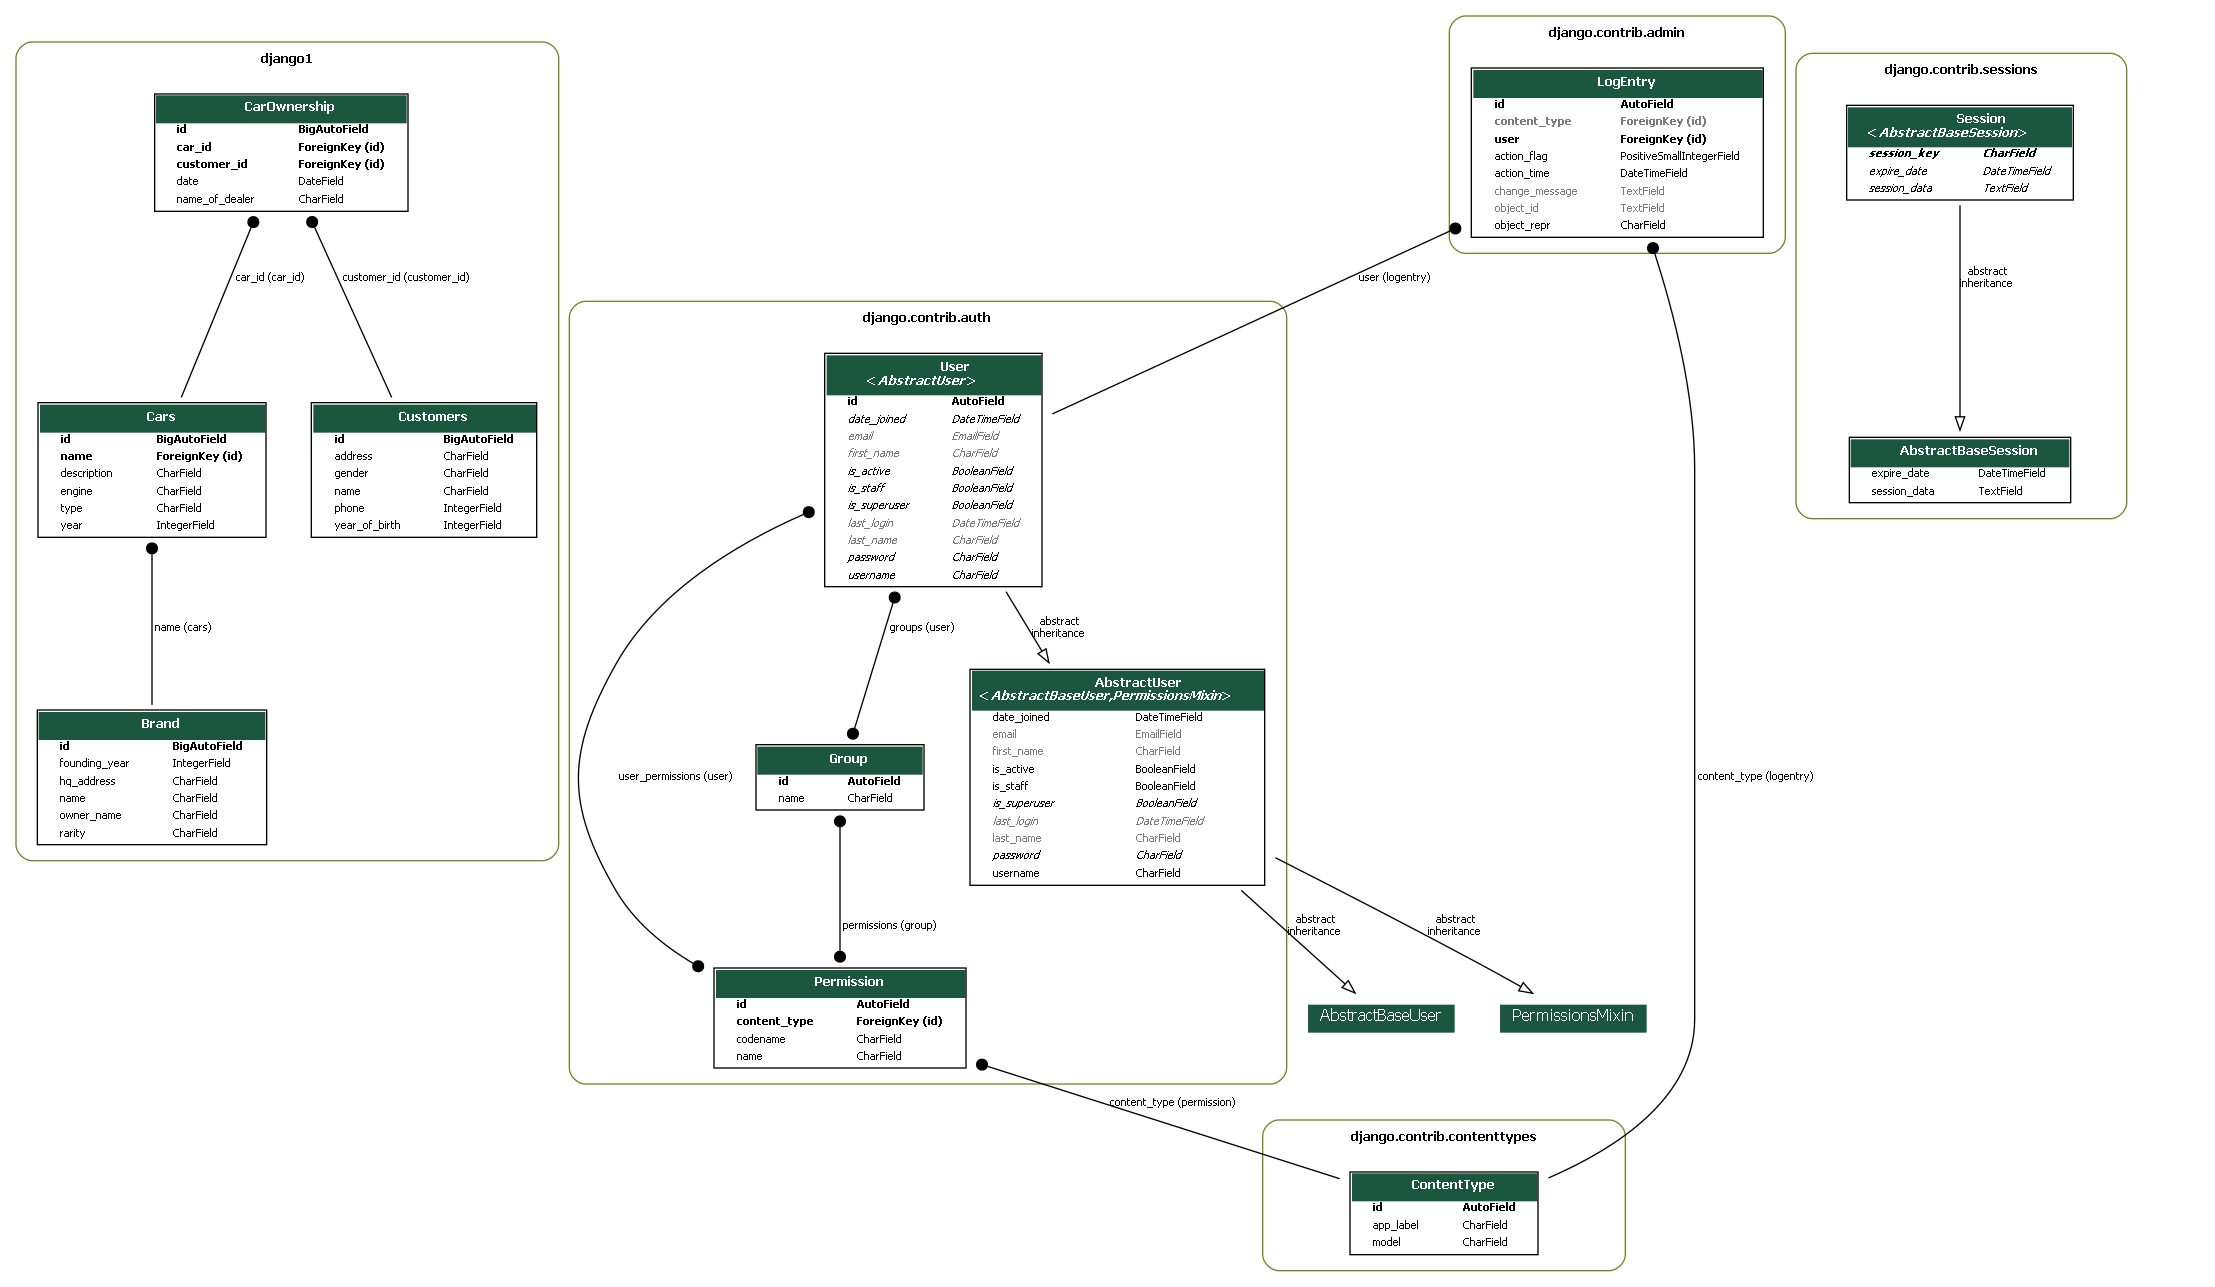 django1
CarOwnership
id BigAutoField
car_id ForeignKey (id)
customer_id ForeignKey (id)
date DateField
name_of_dealer CharField
car_id (car_id)
customer_id (customer_id)
Cars
id BigAutoField
name ForeignKey (id)
description CharField
engine CharField
type CharField
year IntegerField
Customers
id BigAutoField
address CharField
gender CharField
name CharField
phone IntegerField
year_of_birth IntegerField
name (cars)
Brand
id BigAutoField
founding_year IntegerField
hq_address CharField
name CharField
owner_name CharField
rarity CharField
django.contrib.auth
User
<AbstractUser>
id AutoField
date_joined DateTimeField
email EmailField
first_name CharField
is_active BooleanField
is_staff BooleanField
is_superuser BooleanField
last_login DateTimeField
last_name CharField
password CharField
username CharField
groups (user)
abstract
inheritance
user_permissions (user)
Group
id AutoField
name CharField
permissions (group)
AbstractUser
<AbstractBaseUser,PermissionsMixin>
date_joined DateTimeField
email EmailField
first_name CharField
is_active BooleanField
is_staff BooleanField
is_superuser BooleanField
last_login DateTimeField
last_name CharField
password CharField
username CharField
abstract
inheritance
abstract
inheritance
AbstractBaseUser
PermissionsMixin
Permission
id AutoField
content_type ForeignKey (id)
codename CharField
name CharField
content_type (permission)
django.contrib.admin
LogEntry
id AutoField
content_type ForeignKey (id)
user ForeignKey (id)
action_flag PositiveSmallIntegerField
action_time DateTimeField
change_message TextField
object_id TextField
object_repr CharField
user (logentry)
content_type (logentry)
django.contrib.sessions
Session
<AbstractBaseSession>
session_key CharField
expire_date DateTimeField
session_data TextField
abstract
inheritance
AbstractBaseSession
expire_date DateTimeField
session_data TextField
django.contrib.contenttypes
ContentType
id AutoField
app_label CharField
model CharField